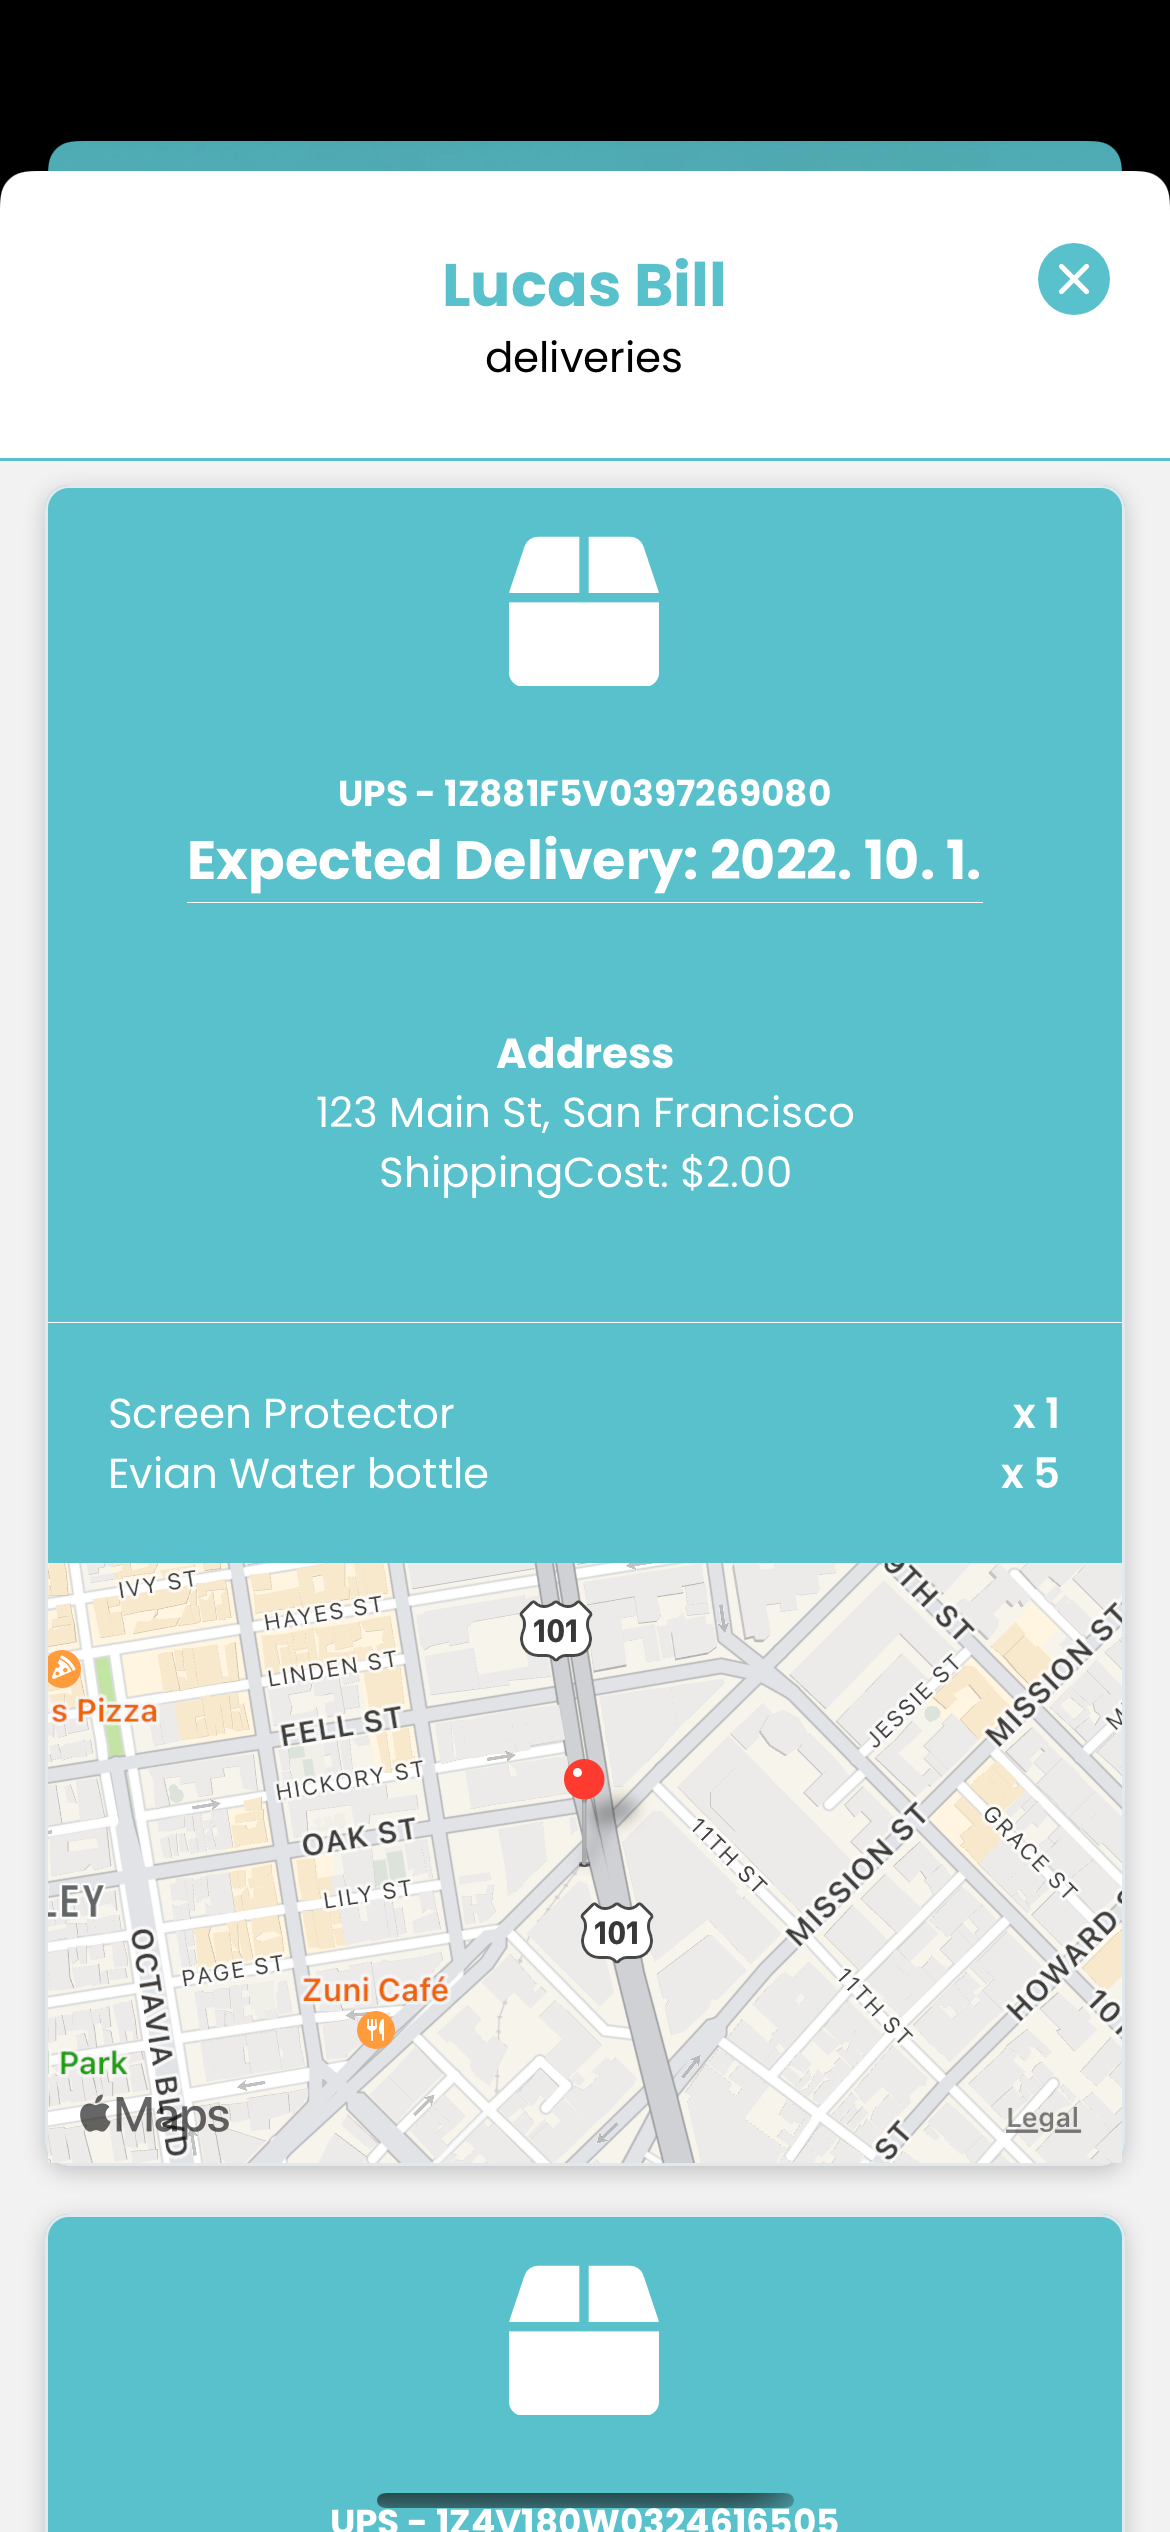 Lucas Bill
deliveries
UPS - 1Z881F5V0397269080
Expected Delivery: 2022. 10. 1.
Address
123 Main St, San Francisco
ShippingCost: $2.00
Screen Protector x 1
Evian Water bottle x 5
IVY ST
HAYES ST
101
9TH ST
MISSION ST
LINDEN ST
JESSIE ST
s Pizza
FELL ST
HICKORY ST
OAK ST
11TH ST
GRACE ST
MISSION ST
LILY ST
LEY
101
HOWARD
OCTAVIA BLVD
PAGE ST
Zuni Café
11TH ST
Park
Maps
Legal
ST
UPS - 1Z4V180W0324616505